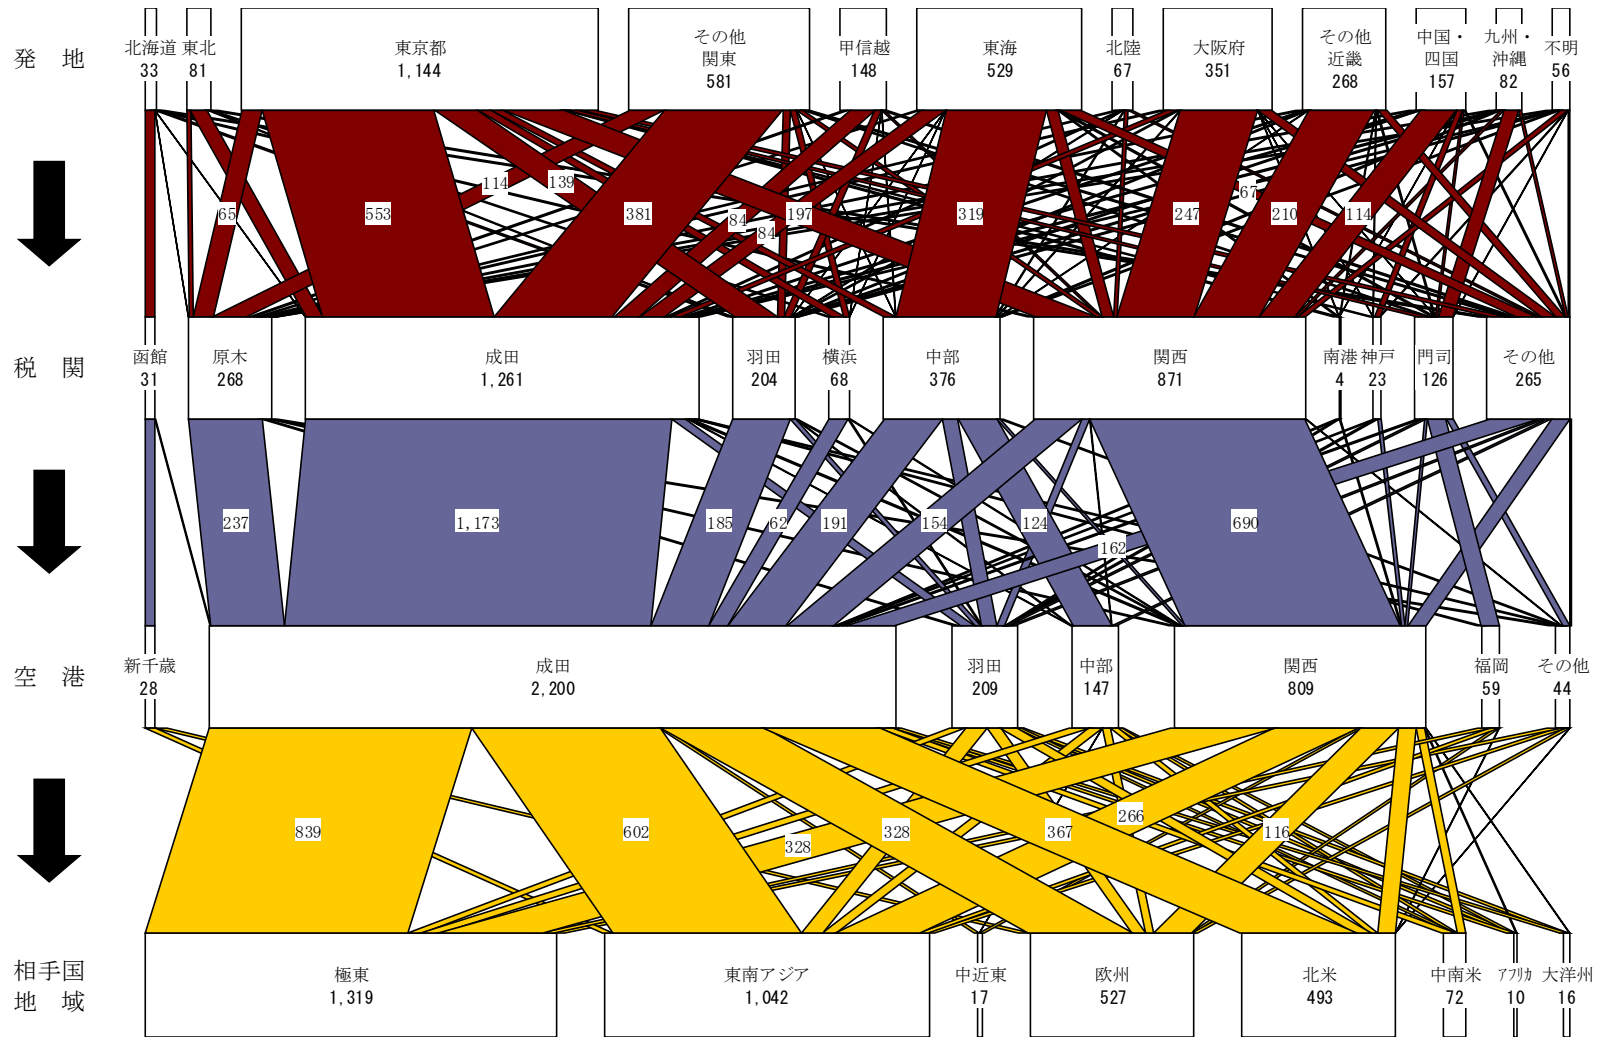 発　地
北海道
33
東北
81
東京都
1,144
その他
関東
581
甲信越
148
東海
529
北陸
67
大阪府
351
その他
近畿
268
中国・
四国
157
九州・
沖縄
82
不明
56
65
553
114
139
381
84
84
197
319
247
67
210
114
税　関
函館
31
原木
268
成田
1,261
羽田
204
横浜
68
中部
376
関西
871
南港
4
神戸
23
門司
126
その他
265
237
1,173
185
62
191
154
124
162
690
空　港
新千歳
28
成田
2,200
羽田
209
中部
147
関西
809
福岡
59
その他
44
839
602
328
328
367
266
116
相手国
地　域
極東
1,319
東南アジア
1,042
中近東
17
欧州
527
北米
493
中南米
72
ｱﾌﾘｶ
10
大洋州
16